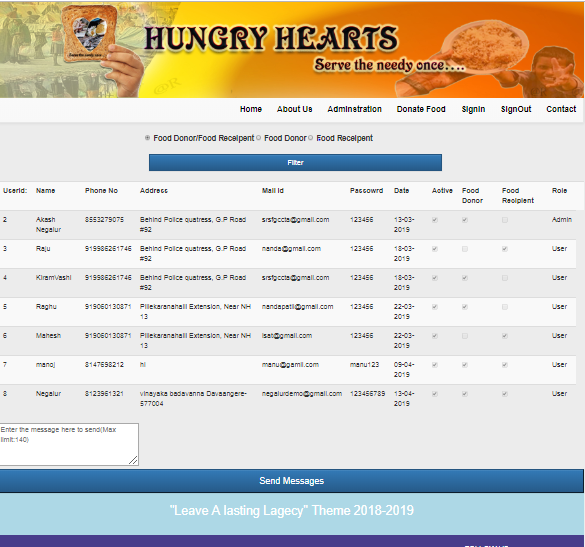 HUNGRY HEARTS
Serve the needy once....
Home About Us Adminstration Donate Food SignIn SignOut Contact
Food Donor/Food Receipent Food Donor Food Receipent
Filter
UserId: Name Phone No Address Mail Id Passowrd Date Active Food Donor Food Recipient Role
2 Akash Negalur 8553279075 Behind Police quatress, G.P Road #92 srsfgccta@gmail.com 123456 13-03-2019 Admin
3 Raju 919986261746 Behind Police quatress, G.P Road #92 nanda@gmail.com 123456 18-03-2019 User
4 KiramVashi 919986261746 Behind Police quatress, G.P Road #92 srsfgccta@gmail.com 123456 18-03-2019 User
5 Raghu 919060130871 Pillekaranahalli Extension, Near NH 13 nandapatil@gmail.com 123456 22-03-2019 User
6 Mahesh 919060130871 Pillekaranahalli Extension, Near NH 13 isat@gmail.com 123456 22-03-2019 User
7 manoj 8147698212 hi manu@gamil.com manu123 09-04-2019 User
8 Negalur 8123961321 vinayaka badavanna Davaangere-577004 negalurdemo@gmail.com 123456789 13-04-2019 User
Enter the message here to send(Max
limit:140)
Send Messages
"Leave A lasting Lagecy" Theme 2018-2019